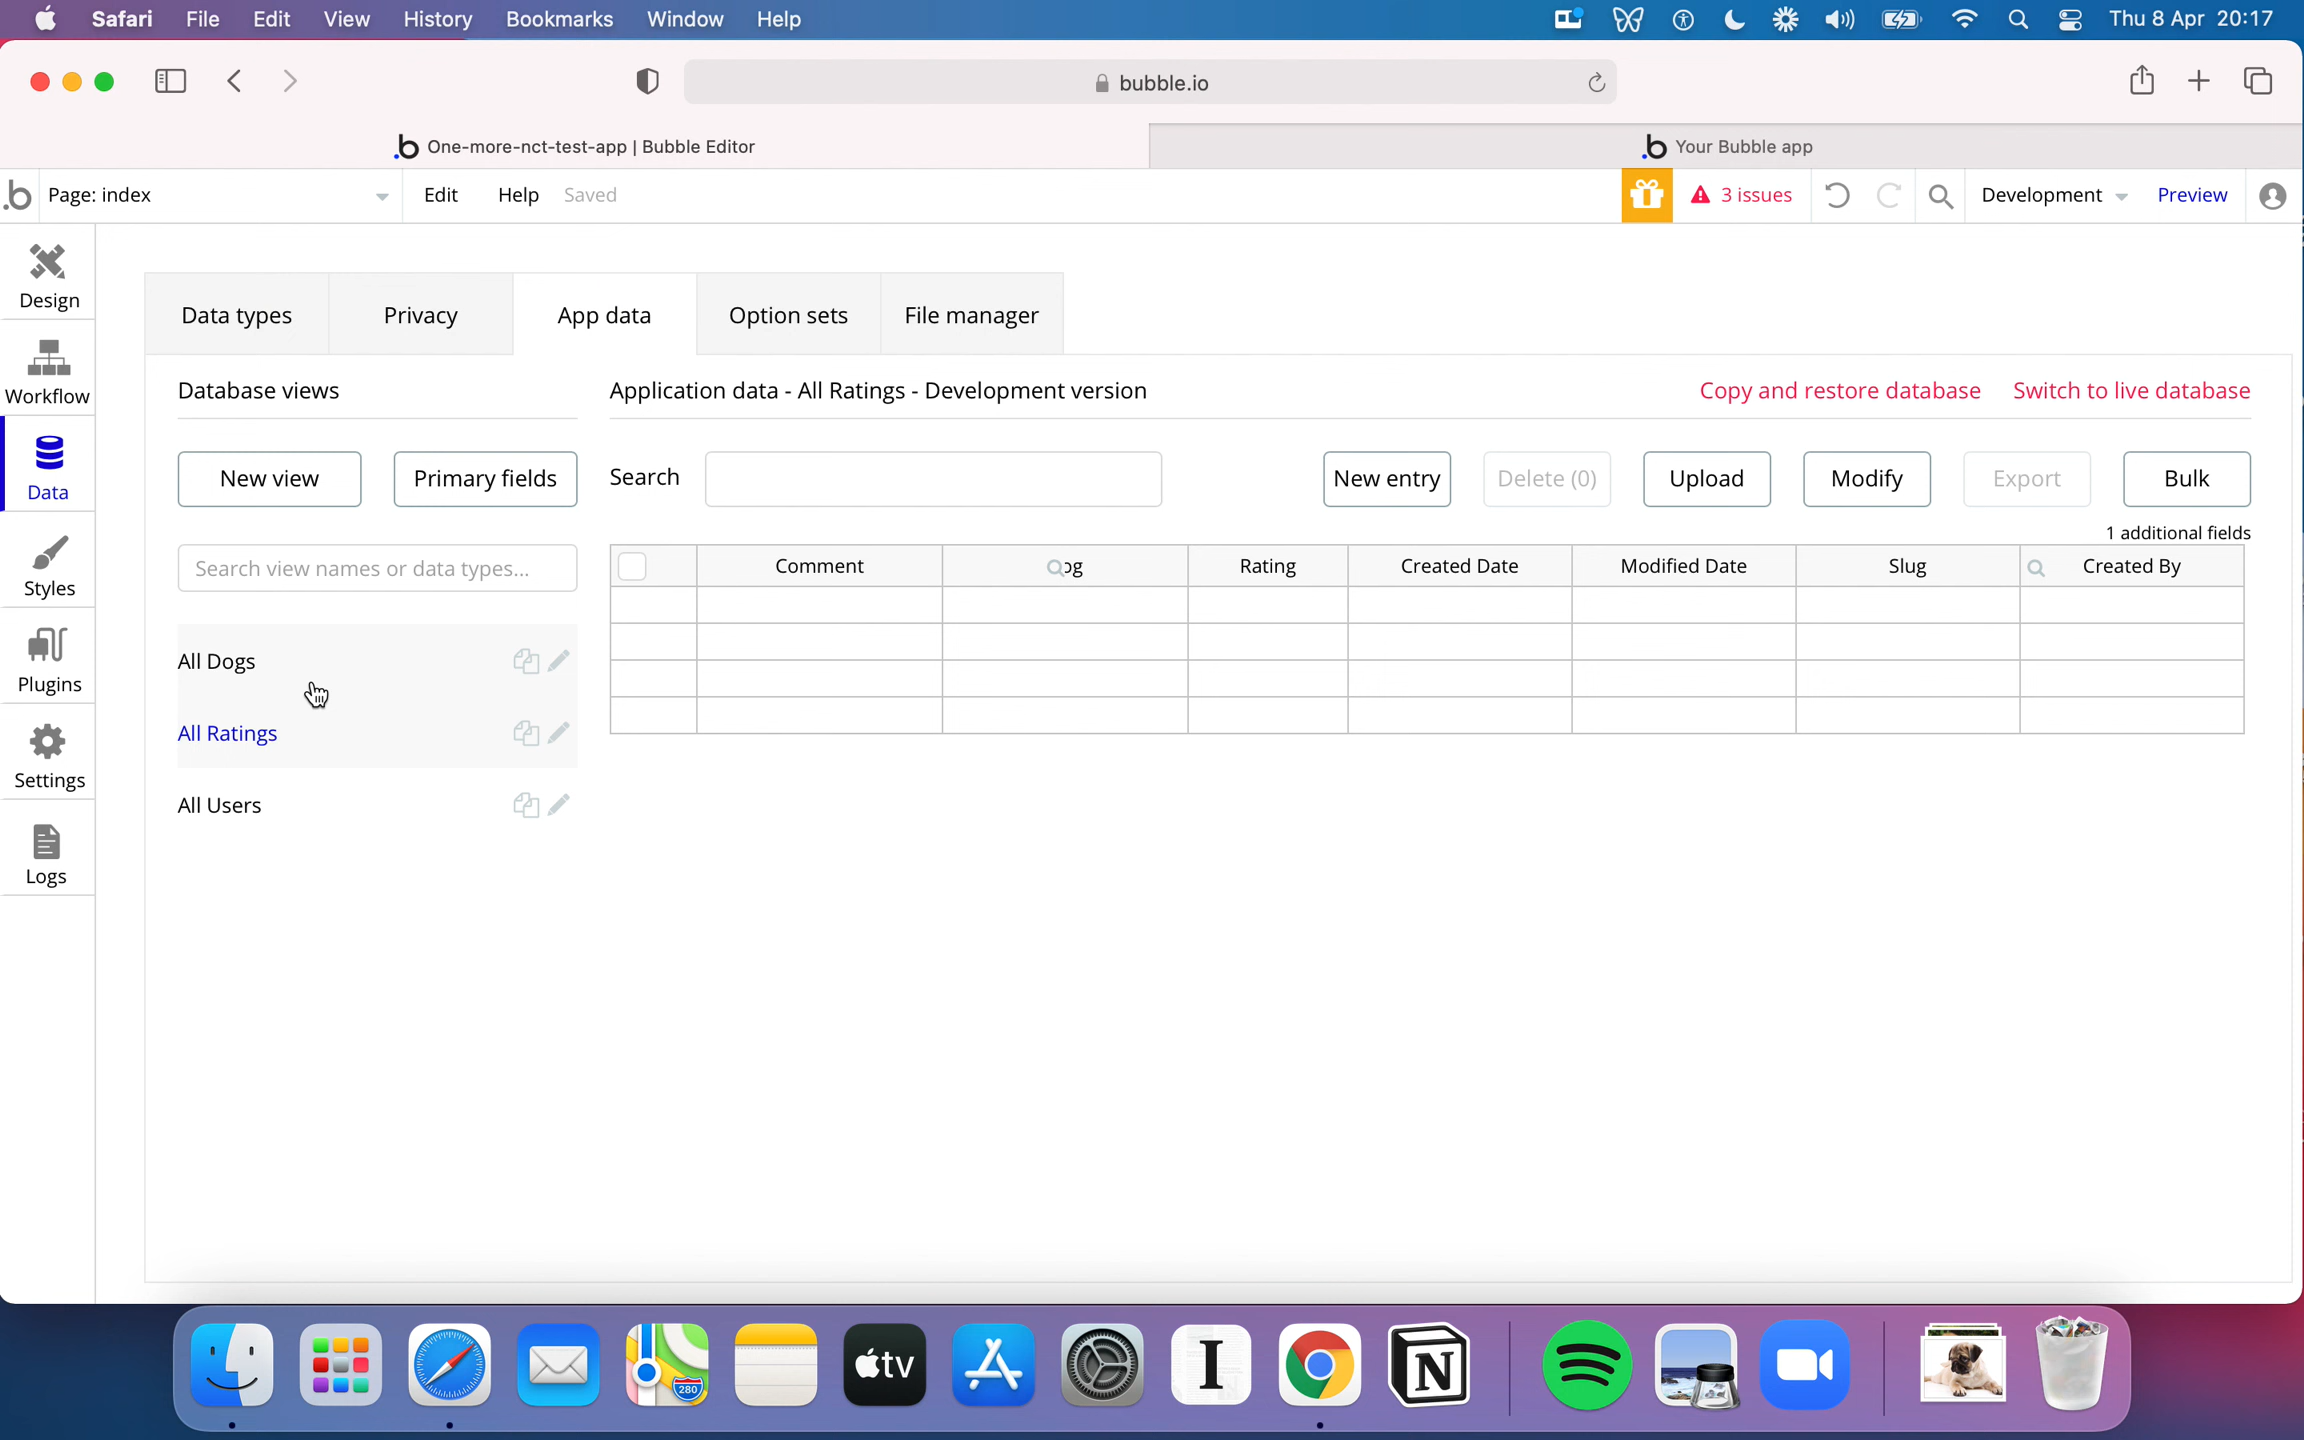 Safari File Edit View History Bookmarks Window Help Thu 8 Apr 20:17
bubble.io
.b One-more-nct-test-app | Bubble Editor
.b Your Bubble app
.b Page: index Edit Help Saved 3 issues Development Preview
Design
Workflow
Data
Styles
Plugins
Settings
Logs
Data types Privacy App data Option sets File manager
Database views
Application data - All Ratings - Development version
Copy and restore database Switch to live database
New view Primary fields
Search New entry Delete (0) Upload Modify Export Bulk
1 additional fields
Search view names or data types...
Comment og Rating Created Date Modified Date Slug Created By
All Dogs
All Ratings
All Users
280
tv
I
N